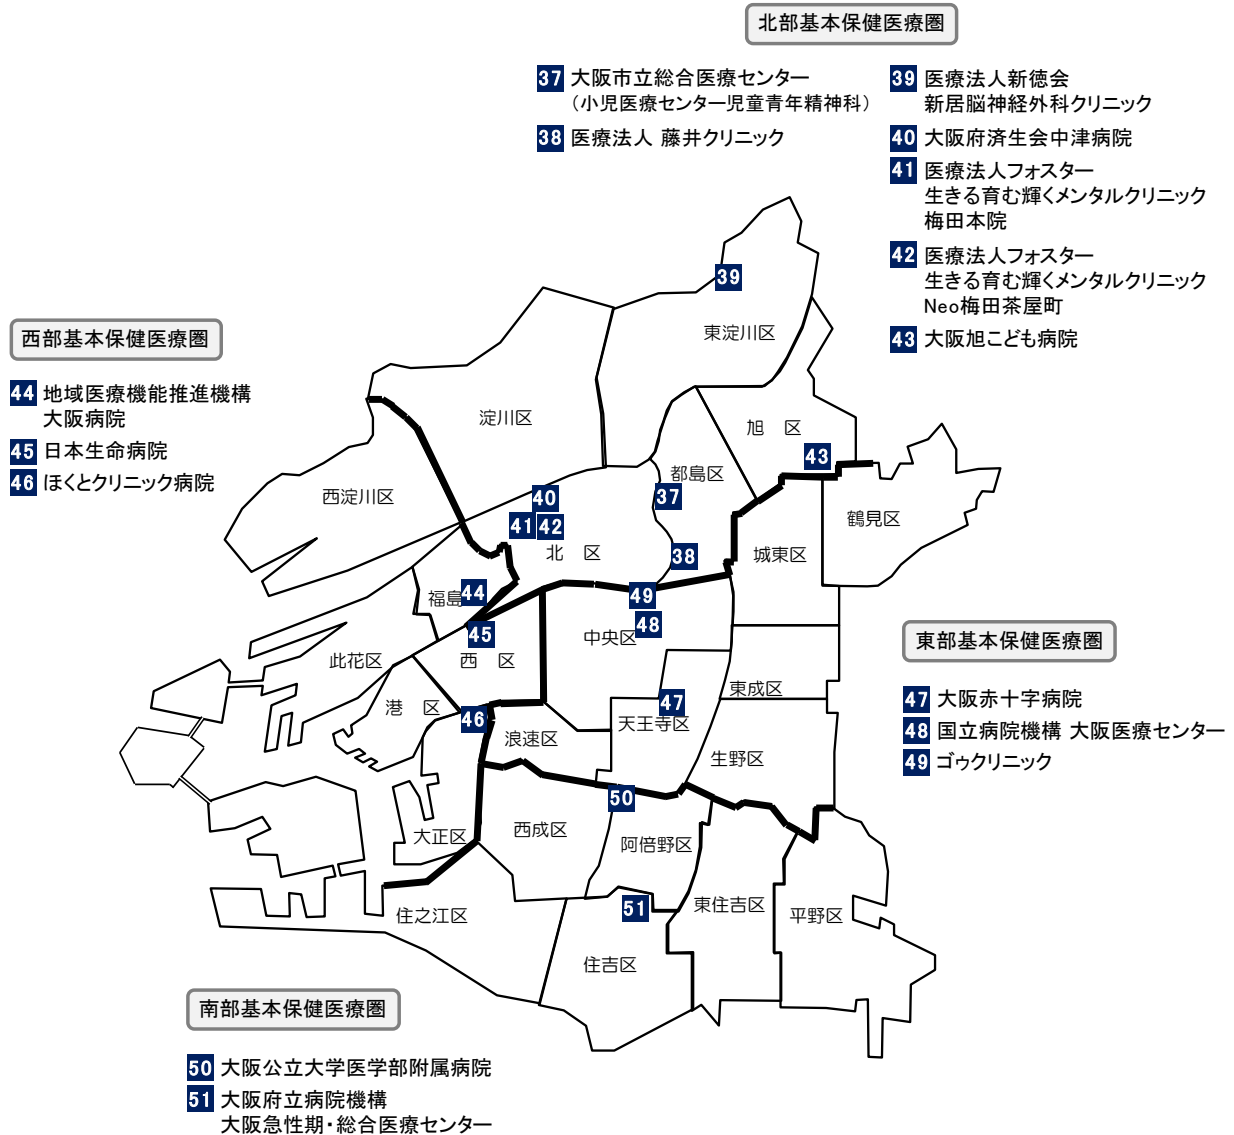 北部基本保健医療圏
37 大阪市立総合医療センター
（小児医療センター児童青年精神科）
38 医療法人 藤井クリニック
39 医療法人新徳会
新居脳神経外科クリニック
40 大阪府済生会中津病院
41 医療法人フォスター
生きる育む輝くメンタルクリニック
梅田本院
42 医療法人フォスター
生きる育む輝くメンタルクリニック
Neo梅田茶屋町
43 大阪旭こども病院
西部基本保健医療圏
44 地域医療機能推進機構
大阪病院
45 日本生命病院
46 ほくとクリニック病院
39
東淀川区
淀川区
旭 区
43
都島区
37
西淀川区
40
41 42
北 区
鶴見区
38
城東区
福島
44
49
48
中央区
45
西 区
此花区
東成区
港 区
46
47
天王寺区
浪速区
生野区
50
大正区
西成区
阿倍野区
51
東住吉区
平野区
住之江区
住吉区
東部基本保健医療圏
47 大阪赤十字病院
48 国立病院機構 大阪医療センター
49 ゴゥクリニック
南部基本保健医療圏
50 大阪公立大学医学部附属病院
51 大阪府立病院機構
大阪急性期・総合医療センター